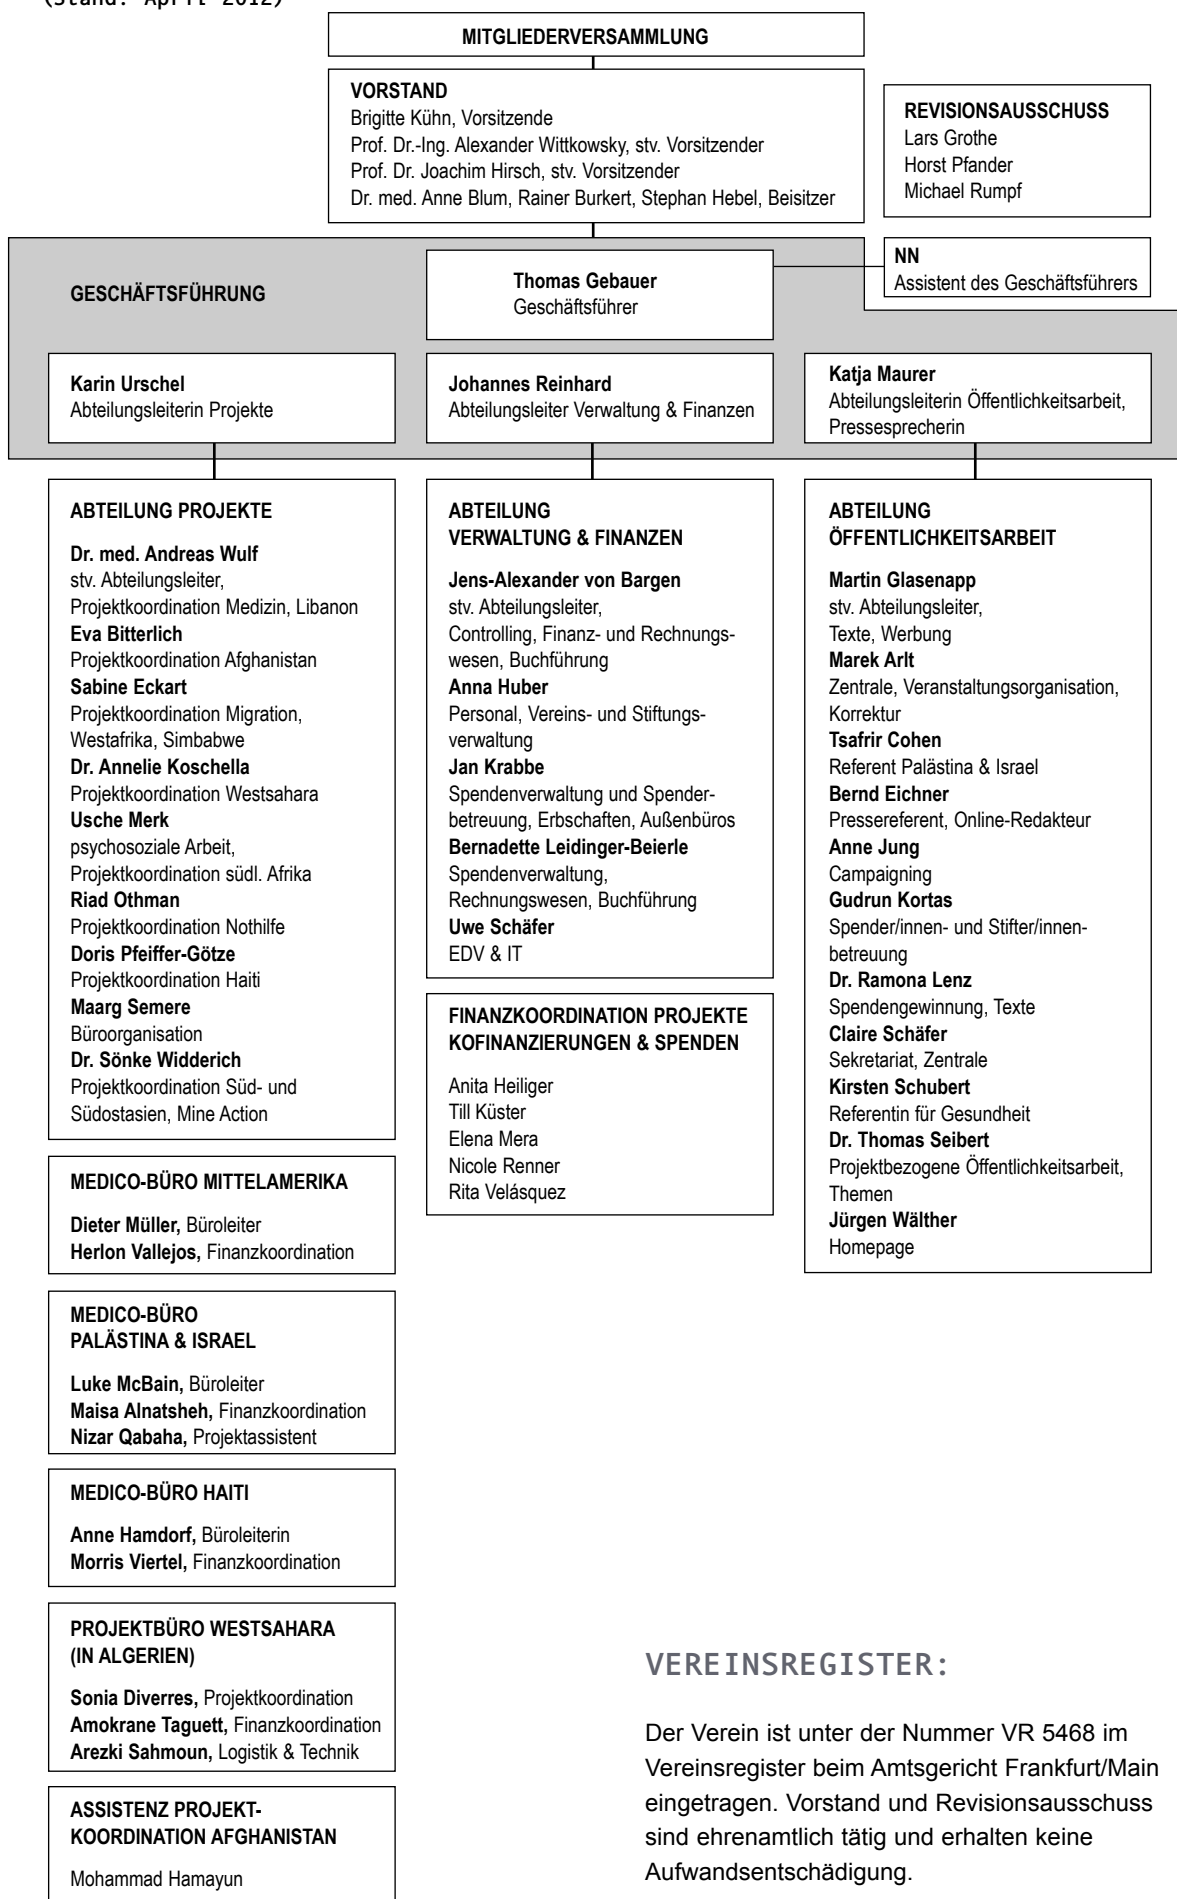 (Stand: April 2012)
MITGLIEDERVERSAMMLUNG
VORSTAND
Brigitte Kühn, Vorsitzende
Prof. Dr.-Ing. Alexander Wittkowsky, stv. Vorsitzender
Prof. Dr. Joachim Hirsch, stv. Vorsitzender
Dr. med. Anne Blum, Rainer Burkert, Stephan Hebel, Beisitzer
REVISIONSAUSSCHUSS
Lars Grothe
Horst Pfander
Michael Rumpf
GESCHÄFTSFÜHRUNG
Thomas Gebauer
Geschäftsführer
NN
Assistent des Geschäftsführers
Karin Urschel
Abteilungsleiterin Projekte
Johannes Reinhard
Abteilungsleiter Verwaltung & Finanzen
Katja Maurer
Abteilungsleiterin Öffentlichkeitsarbeit,
Pressesprecherin
ABTEILUNG PROJEKTE
Dr. med. Andreas Wulf
stv. Abteilungsleiter,
Projektkoordination Medizin, Libanon
Eva Bitterlich
Projektkoordination Afghanistan
Sabine Eckart
Projektkoordination Migration,
Westafrika, Simbabwe
Dr. Annelie Koschella
Projektkoordination Westsahara
Usche Merk
psychosoziale Arbeit,
Projektkoordination südl. Afrika
Riad Othman
Projektkoordination Nothilfe
Doris Pfeiffer-Götze
Projektkoordination Haiti
Maarg Semere
Büroorganisation
Dr. Sönke Widderich
Projektkoordination Süd- und
Südostasien, Mine Action
MEDICO-BÜRO MITTELAMERIKA
Dieter Müller, Büroleiter
Herlon Vallejos, Finanzkoordination
MEDICO-BÜRO
PALÄSTINA & ISRAEL
Luke McBain, Büroleiter
Maisa Alnatsheh, Finanzkoordination
Nizar Qabaha, Projektassistent
MEDICO-BÜRO HAITI
Anne Hamdorf, Büroleiterin
Morris Viertel, Finanzkoordination
PROJEKTBÜRO WESTSAHARA
(IN ALGERIEN)
Sonia Diverres, Projektkoordination
Amokrane Taguett, Finanzkoordination
Arezki Sahmoun, Logistik & Technik
ASSISTENZ PROJEKT-
KOORDINATION AFGHANISTAN
Mohammad Hamayun
ABTEILUNG
VERWALTUNG & FINANZEN
Jens-Alexander von Bargen
stv. Abteilungsleiter,
Controlling, Finanz- und Rechnungs-
wesen, Buchführung
Anna Huber
Personal, Vereins- und Stiftungs-
verwaltung
Jan Krabbe
Spendenverwaltung und Spender-
betreuung, Erbschaften, Außenbüros
Bernadette Leidinger-Beierle
Spendenverwaltung,
Rechnungswesen, Buchführung
Uwe Schäfer
EDV & IT
FINANZKOORDINATION PROJEKTE
KOFINANZIERUNGEN & SPENDEN
Anita Heiliger
Till Küster
Elena Mera
Nicole Renner
Rita Velásquez
ABTEILUNG
ÖFFENTLICHKEITSARBEIT
Martin Glasenapp
stv. Abteilungsleiter,
Texte, Werbung
Marek Arlt
Zentrale, Veranstaltungsorganisation,
Korrektur
Tsafrir Cohen
Referent Palästina & Israel
Bernd Eichner
Pressereferent, Online-Redakteur
Anne Jung
Campaigning
Gudrun Kortas
Spender/innen- und Stifter/innen-
betreuung
Dr. Ramona Lenz
Spendengewinnung, Texte
Claire Schäfer
Sekretariat, Zentrale
Kirsten Schubert
Referentin für Gesundheit
Dr. Thomas Seibert
Projektbezogene Öffentlichkeitsarbeit,
Themen
Jürgen Wälther
Homepage
VEREINSREGISTER:
Der Verein ist unter der Nummer VR 5468 im
Vereinsregister beim Amtsgericht Frankfurt/Main
eingetragen. Vorstand und Revisionsausschuss
sind ehrenamtlich tätig und erhalten keine
Aufwandsentschädigung.